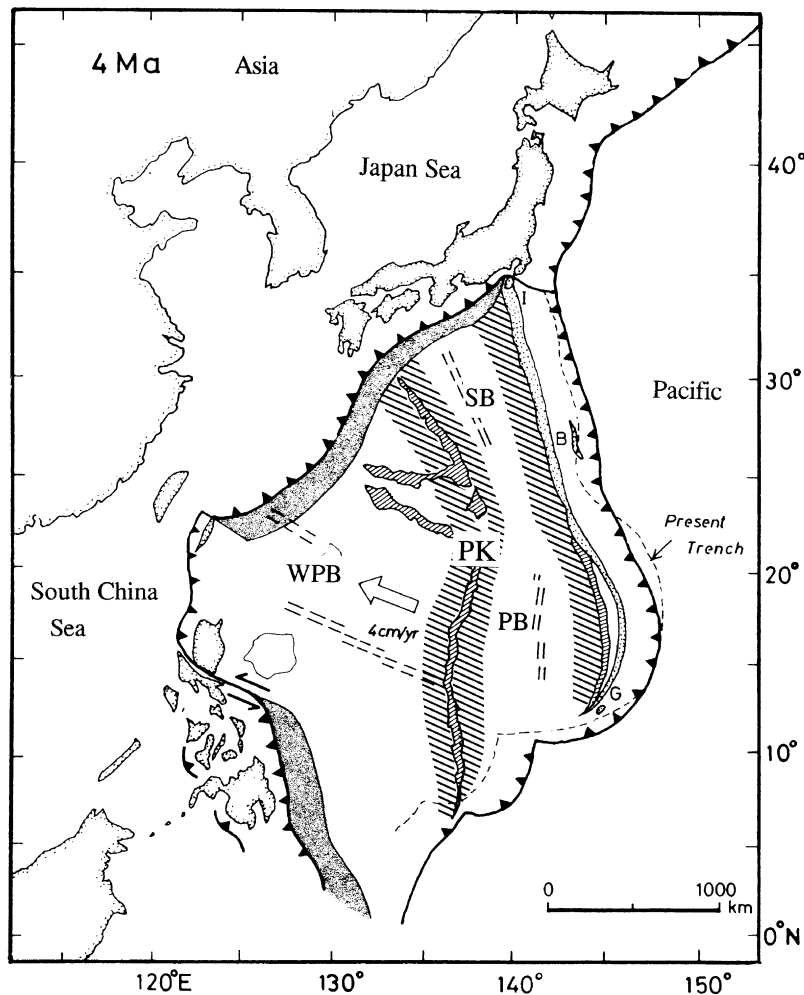 4 Ma
Asia
Japan Sea
40°
I
30°
SB
Pacific
B
Present
Trench
PK
20°
WPB
South China
Sea
4cm/yr
PB
G
10°
0
1000
km
0°N
120°E
130°
140°
150°